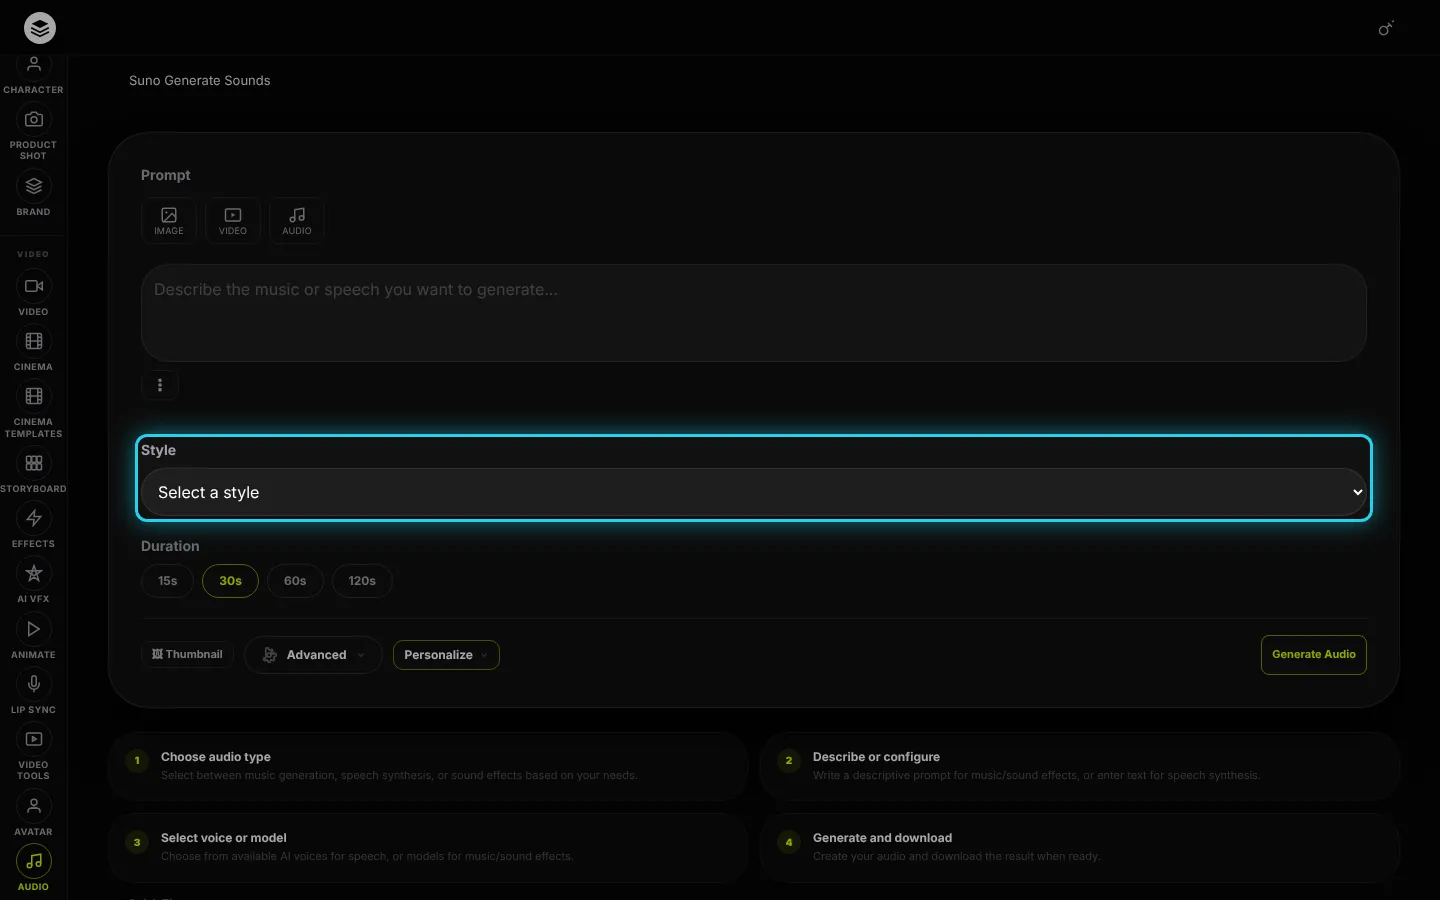 Suno Generate Sounds
CHARACTER
PRODUCT
SHOT
BRAND
VIDEO
VIDEO
CINEMA
CINEMA
TEMPLATES
STORYBOARD
EFFECTS
AI VFX
ANIMATE
LIP SYNC
VIDEO
TOOLS
AVATAR
AUDIO
Prompt
IMAGE
VIDEO
AUDIO
Describe the music or speech you want to generate...
Style
Select a style
Duration
15s
30s
60s
120s
Thumbnail
Advanced
Personalize
Generate Audio
1
Choose audio type
Select between music generation, speech synthesis, or sound effects based on your needs.
2
Describe or configure
Write a descriptive prompt for music/sound effects, or enter text for speech synthesis.
3
Select voice or model
Choose from available AI voices for speech, or models for music/sound effects.
4
Generate and download
Create your audio and download the result when ready.